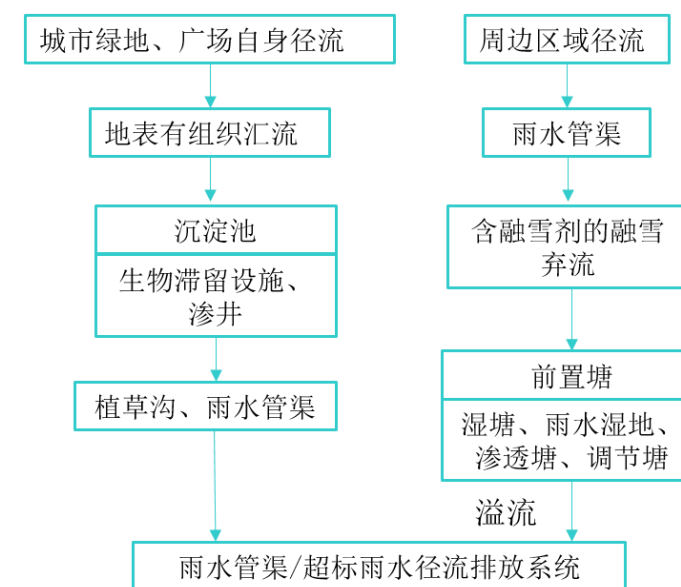 城市绿地、广场自身径流
周边区域径流
地表有组织汇流
雨水管渠
沉淀池
生物滞留设施、
渗井
含融雪剂的融雪
弃流
植草沟、雨水管渠
前置塘
湿塘、雨水湿地、
渗透塘、调节塘
溢流
雨水管渠/超标雨水径流排放系统